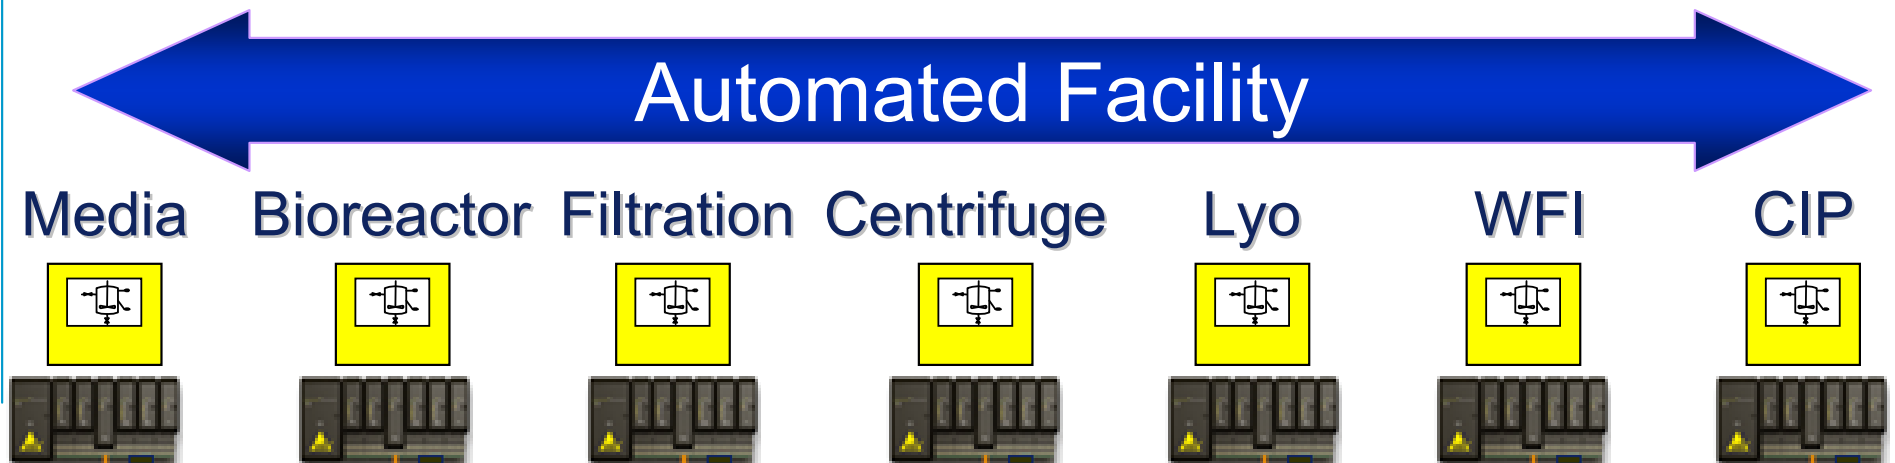 Automated Facility
Media Bioreactor Filtration Centrifuge Lyo WFI CIP